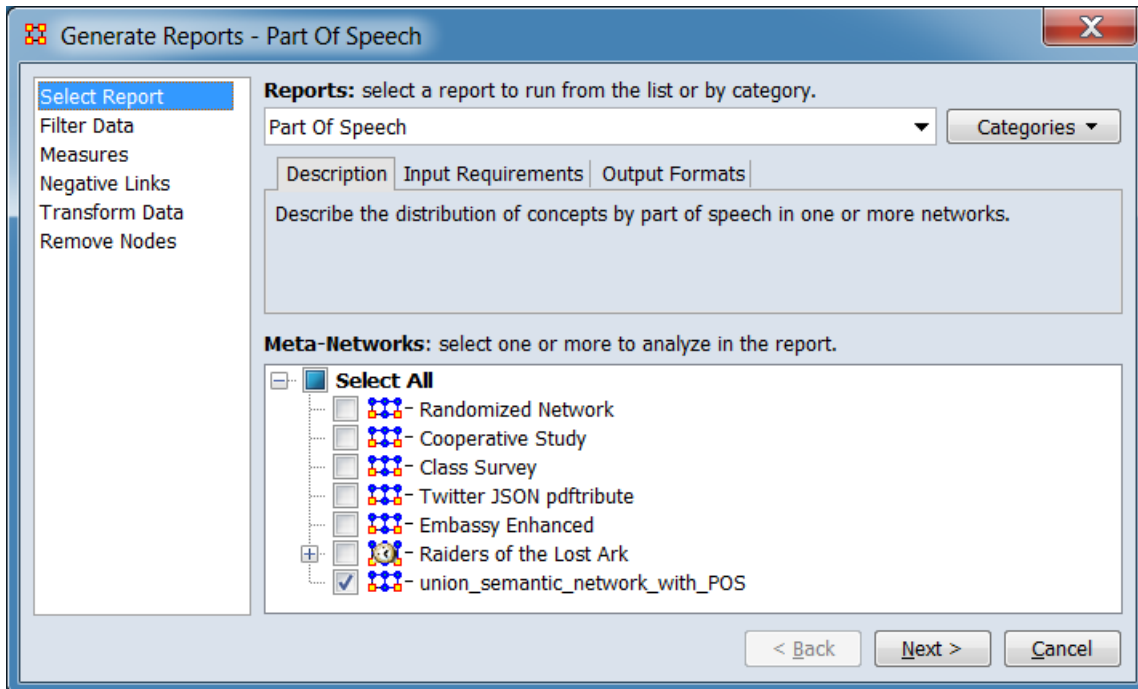 Generate Reports - Part Of Speech
X
Select Report
Filter Data
Measures
Negative Links
Transform Data
Remove Nodes
Reports: select a report to run from the list or by category.
Part Of Speech
Categories
Description Input Requirements Output Formats
Describe the distribution of concepts by part of speech in one or more networks.
Meta-Networks: select one or more to analyze in the report.
Select All
Randomized Network
Cooperative Study
Class Survey
Twitter JSON pdftribute
Embassy Enhanced
Raiders of the Lost Ark
union_semantic_network_with_POS
< Back Next > Cancel